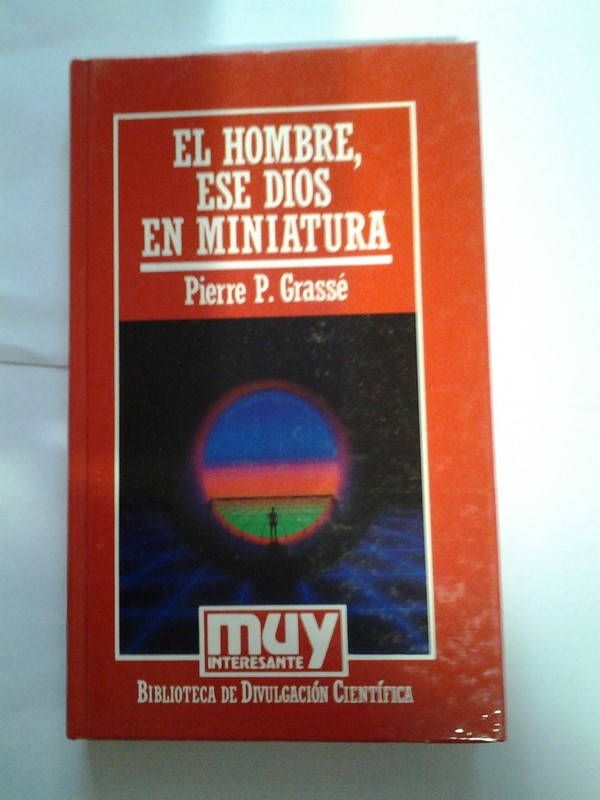 EL HOMBRE,
ESE DIOS
EN MINIATURA
Pierre P. Grassé
muy
INTERESANTE
BIBLIOTECA DE DIVULGACIÓN CIENTÍFICA